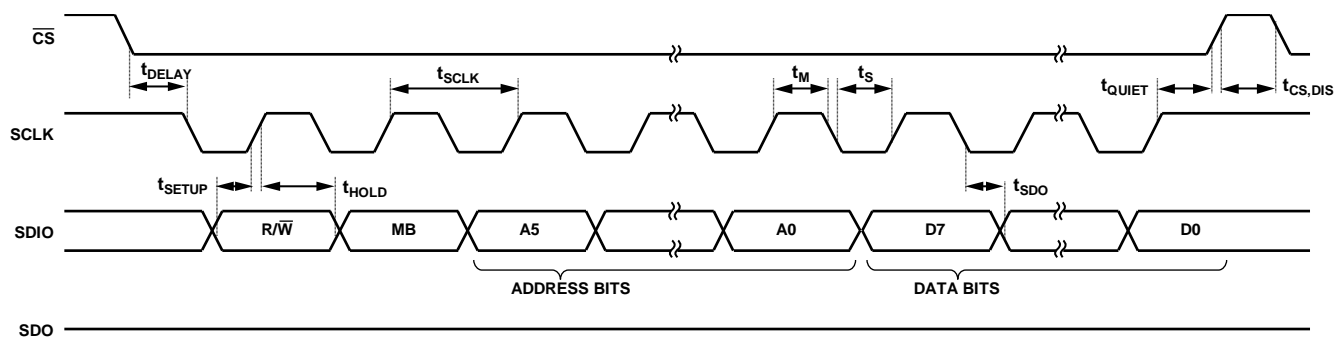 CS
tDELAY
tSCLK
tM
tS
tQUIET
tCS,DIS
SCLK
tSETUP
tHOLD
tSDO
SDIO
R/W
MB
A5
A0
D7
D0
ADDRESS BITS
DATA BITS
SDO